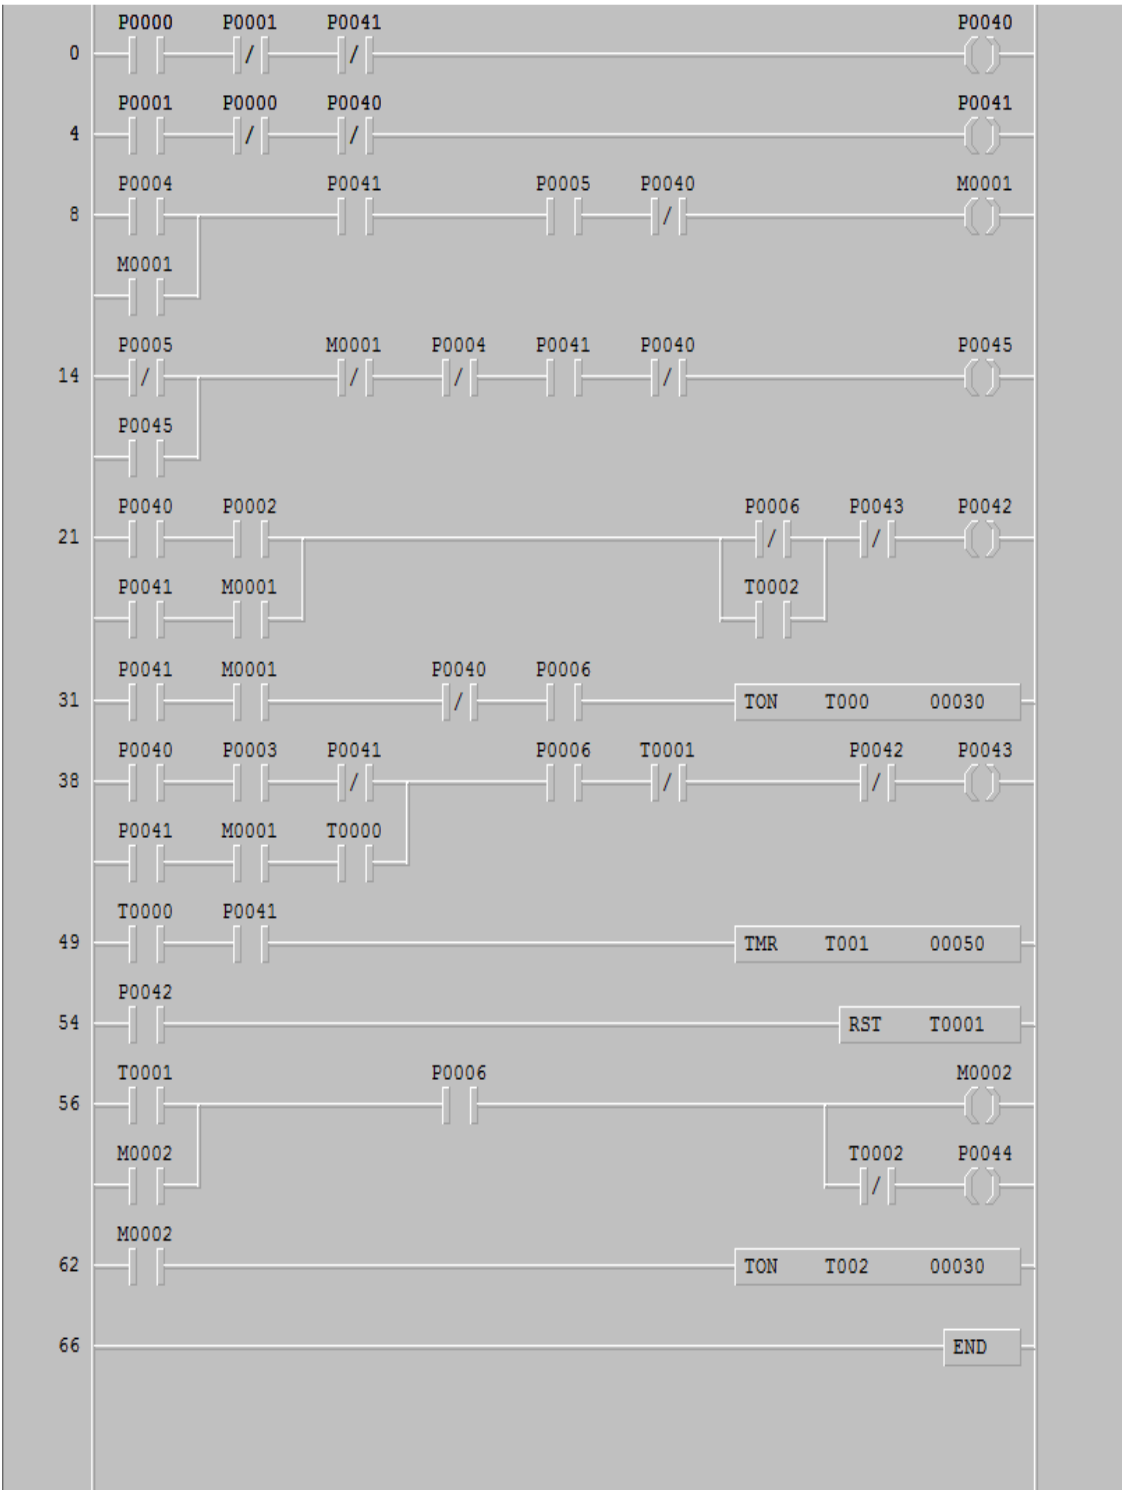 P0000 P0001 P0041 P0040
0 / /
P0001 P0000 P0040 P0041
4 / /
P0004 P0041 P0005 P0040 M0001
8 /
M0001
P0005 M0001 P0004 P0041 P0040 P0045
14 / / / /
P0045
P0040 P0002 P0006 P0043 P0042
21 / /
P0041 M0001 T0002
P0041 M0001 P0040 P0006
31 / TON T000 00030
P0040 P0003 P0041 P0006 T0001 P0042 P0043
38 / / /
P0041 M0001 T0000
T0000 P0041
49 TMR T001 00050
P0042
54 RST T0001
T0001 P0006 M0002
56
M0002 T0002 P0044
/
M0002
62 TON T002 00030
66 END